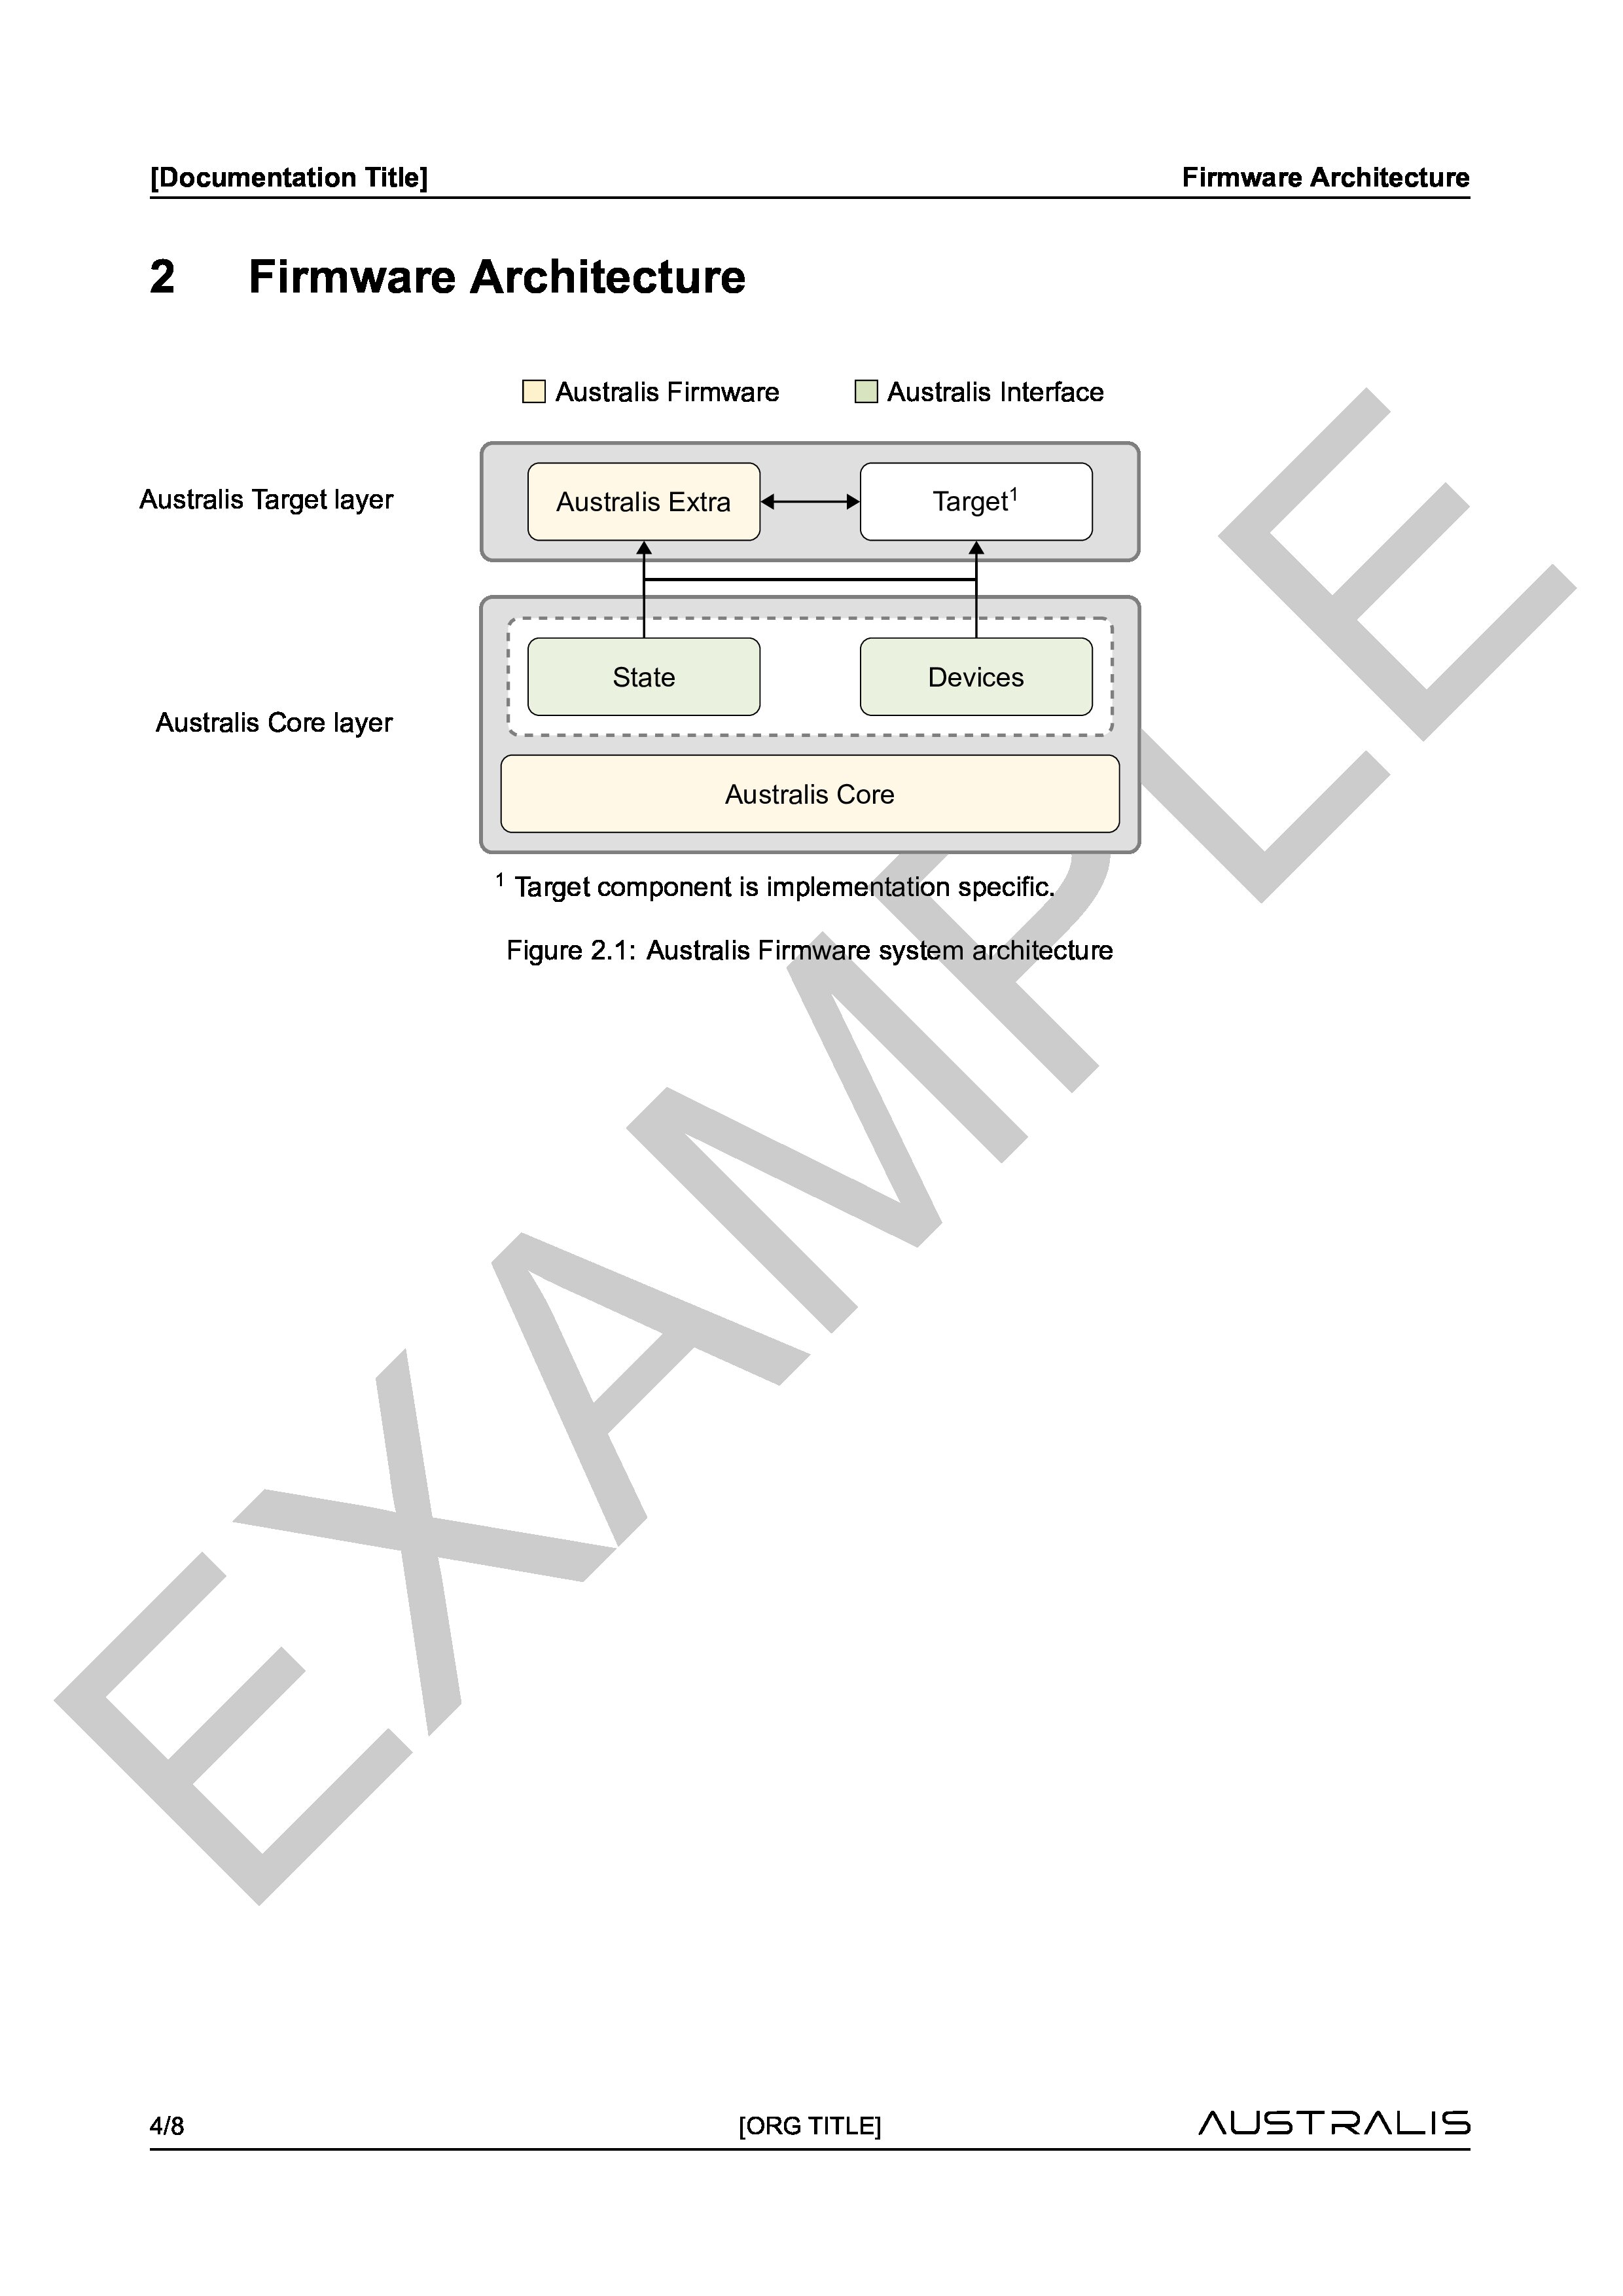 [Documentation Title] Firmware Architecture
2 Firmware Architecture
Australis Firmware Australis Interface
Australis Target layer
Australis Extra Target¹
State Devices
Australis Core layer
Australis Core
¹ Target component is implementation specific.
Figure 2.1: Australis Firmware system architecture
EXAMPLE
4/8 [ORG TITLE] AUSTRALIS